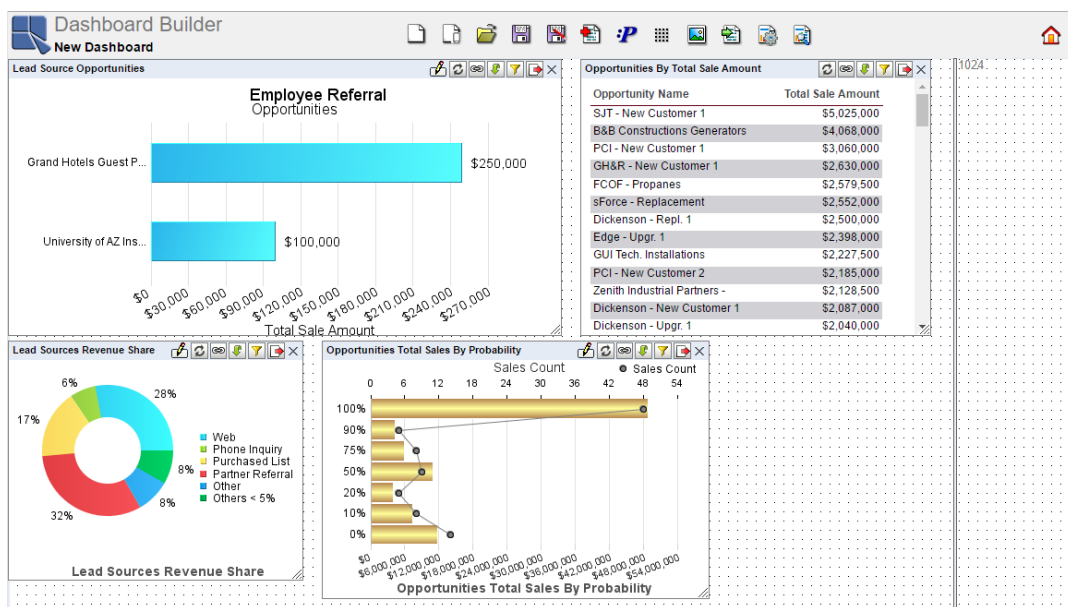 Dashboard Builder
New Dashboard
:P
Lead Source Opportunities
Employee Referral
Opportunities
Grand Hotels Guest P...
$250,000
University of AZ Ins...
$100,000
$0 $30,000 $60,000 $90,000 $120,000 $150,000 $180,000 $210,000 $240,000 $270,000
Total Sale Amount
Opportunities By Total Sale Amount
Opportunity Name Total Sale Amount
SJT - New Customer 1 $5,025,000
B&B Constructions Generators $4,068,000
PCI - New Customer 1 $3,060,000
GH&R - New Customer 1 $2,630,000
FCOF - Propanes $2,579,500
sForce - Replacement $2,552,000
Dickenson - Repl. 1 $2,500,000
Edge - Upgr. 1 $2,398,000
GUI Tech. Installations $2,227,500
PCI - New Customer 2 $2,185,000
Zenith Industrial Partners - $2,128,500
Dickenson - New Customer 1 $2,087,000
Dickenson - Upgr. 1 $2,040,000
1024
Lead Sources Revenue Share
6%
28%
17%
8%
8%
32%
Web
Phone Inquiry
Purchased List
Partner Referral
Other
Others < 5%
Lead Sources Revenue Share
Opportunities Total Sales By Probability
Sales Count
Sales Count
0 6 12 18 24 30 36 42 48 54
100%
90%
75%
50%
20%
10%
0%
$0 $6,000,000 $12,000,000 $18,000,000 $24,000,000 $30,000,000 $36,000,000 $42,000,000 $48,000,000 $54,000,000
Opportunities Total Sales By Probability